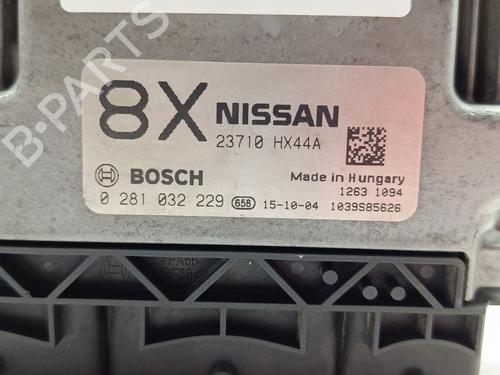 B-PARTS
8X NISSAN
23710 HX44A
BOSCH
Made in Hungary
1263 1094
0 281 032 229 658 15-10-04 1039S85626